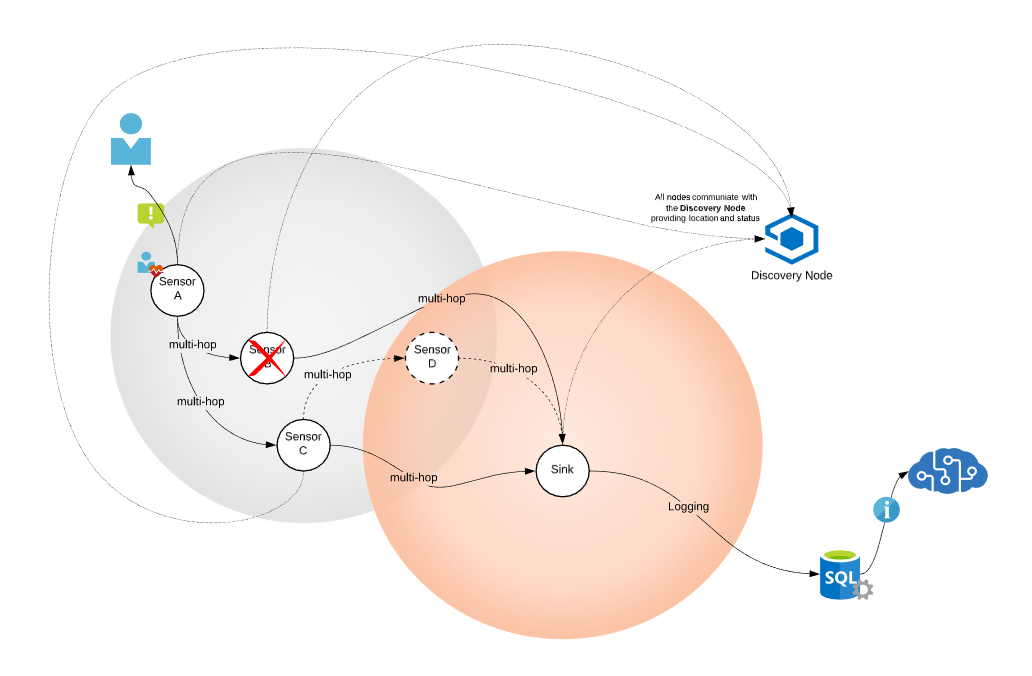 All nodes communiate with
the Discovery Node
providing location and status
Discovery Node
!
Sensor
A
multi-hop
multi-hop
Sensor
B
multi-hop
Sensor
D
multi-hop
multi-hop
Sensor
C
multi-hop
Sink
Logging
i
SQL